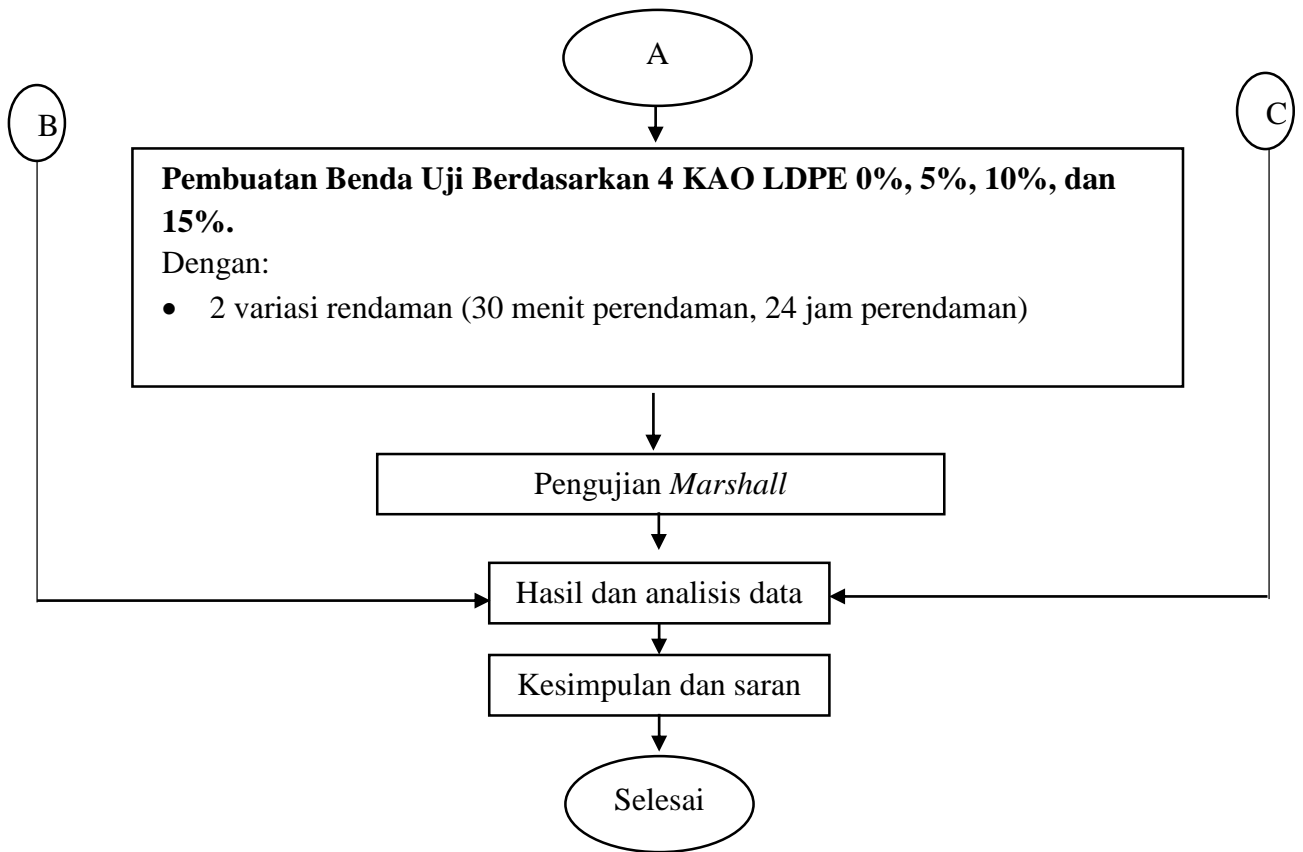 A
B
C
Pembuatan Benda Uji Berdasarkan 4 KAO LDPE 0%, 5%, 10%, dan
15%.
Dengan:
• 2 variasi rendaman (30 menit perendaman, 24 jam perendaman)
Pengujian Marshall
Hasil dan analisis data
Kesimpulan dan saran
Selesai